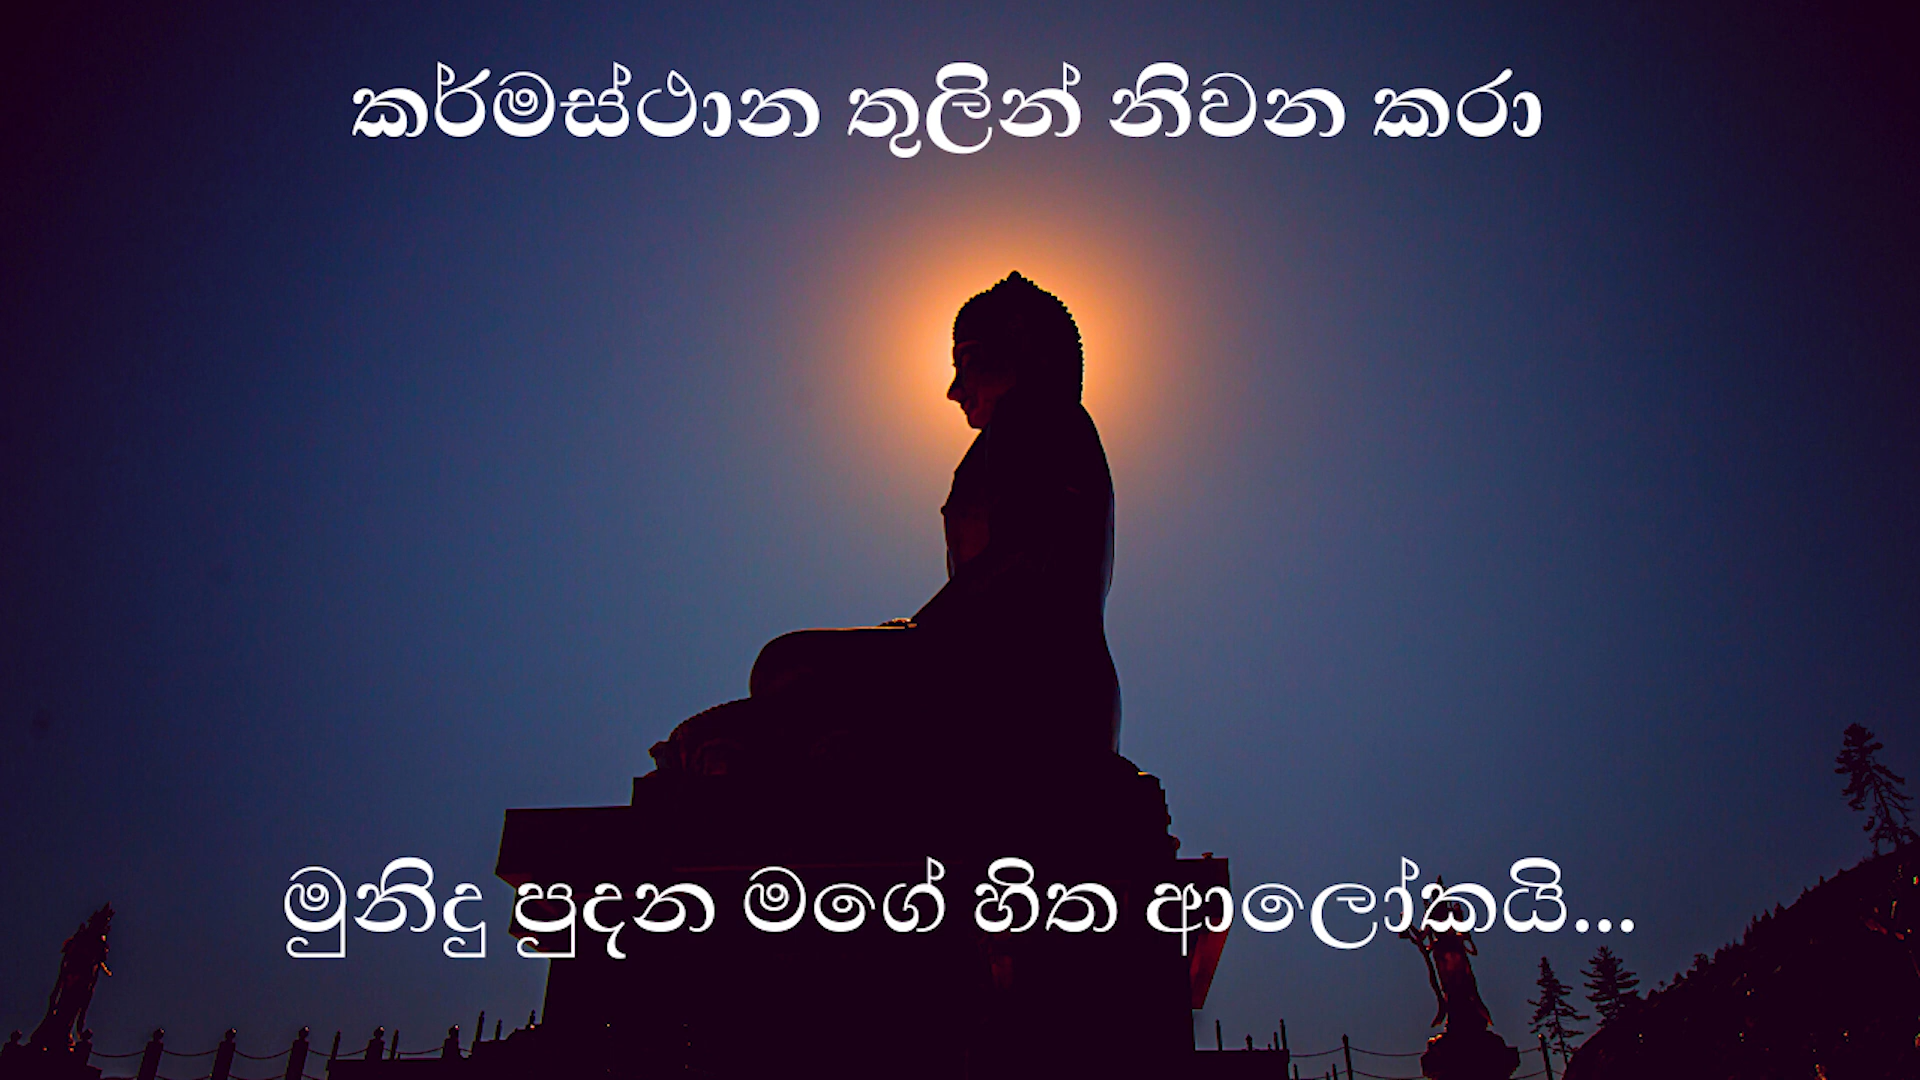 කර්මස්ථාන තුලින් නිවන කරා
මුනිඳු පුදන මගේ හිත ආලෝකයි...